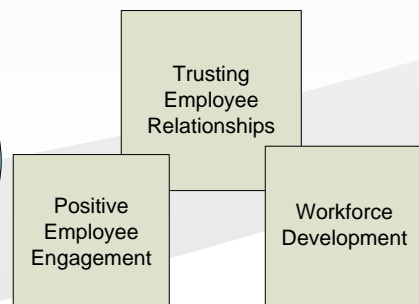 Trusting
Employee
Relationships
Positive
Employee
Engagement
Workforce
Development